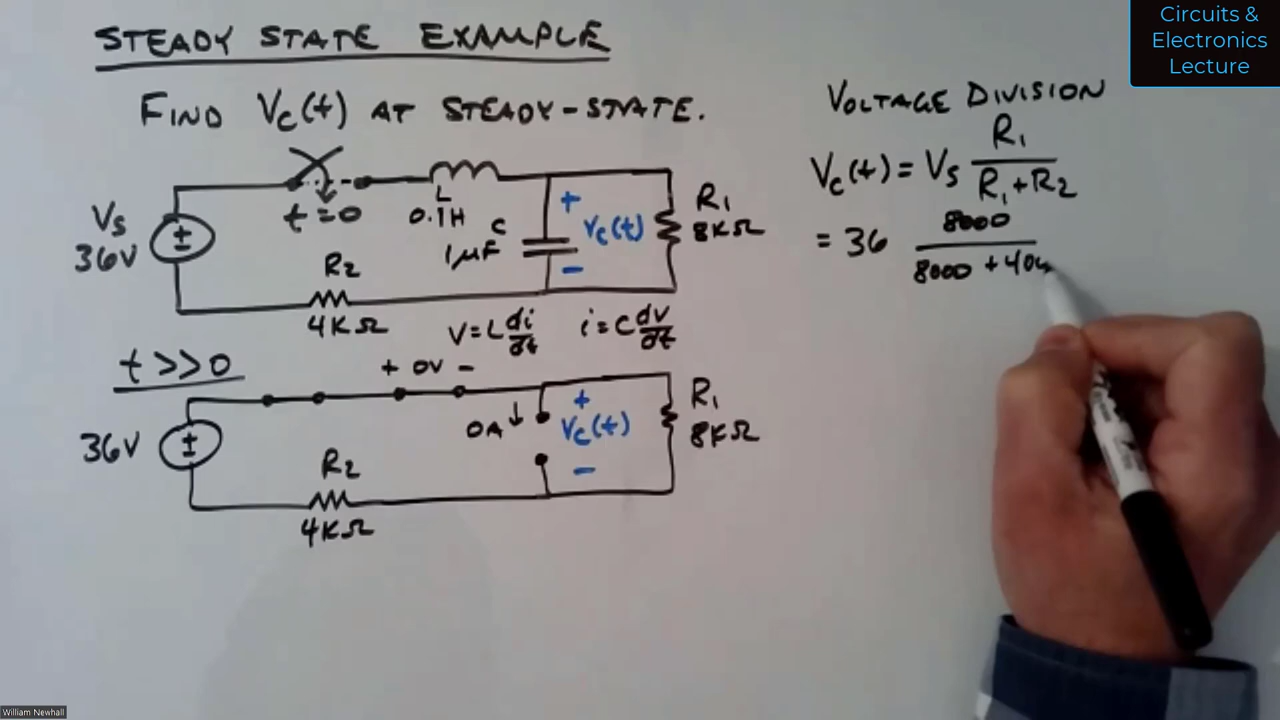 Circuits &
Electronics
Lecture
STEADY STATE EXAMPLE
FIND Vc(t) AT STEADY-STATE.
Vs
36V
±
t=0
L
0.1H
C
1μF
+
Vc(t)
−
R1
8KΩ
R2
4KΩ
V=L di/dt i=C dv/dt
t>>0
+ 0V −
36V
±
0A ↓
+
Vc(t)
−
R1
8KΩ
R2
4KΩ
VOLTAGE DIVISION
Vc(t) = Vs R1/(R1+R2)
= 36 8000/(8000 + 400
William Newhall